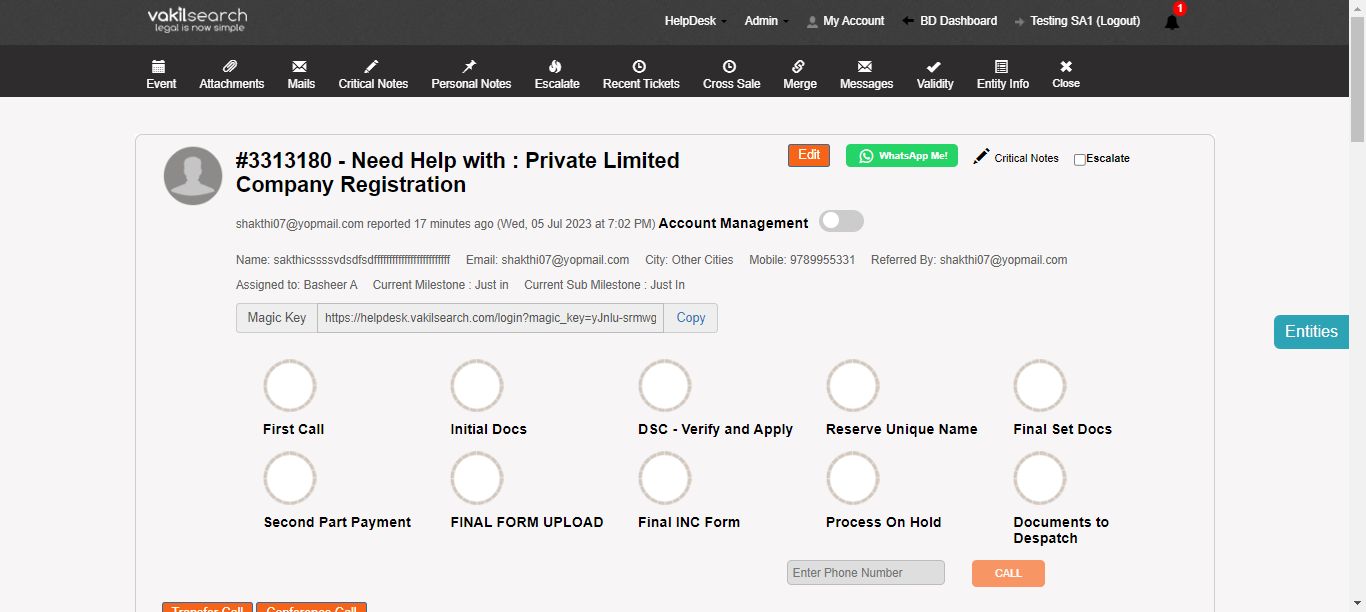 vakilsearch
legal is now simple
HelpDesk Admin My Account BD Dashboard Testing SA1 (Logout) 1
Event Attachments Mails Critical Notes Personal Notes Escalate Recent Tickets Cross Sale Merge Messages Validity Entity Info Close
#3313180 - Need Help with : Private Limited
Company Registration
Edit WhatsApp Me! Critical Notes Escalate
shakthi07@yopmail.com reported 17 minutes ago (Wed, 05 Jul 2023 at 7:02 PM) Account Management
Name: sakthicssssvdsdfsdfffffffffffffffffffffffff Email: shakthi07@yopmail.com City: Other Cities Mobile: 9789955331 Referred By: shakthi07@yopmail.com
Assigned to: Basheer A Current Milestone : Just in Current Sub Milestone : Just In
Magic Key https://helpdesk.vakilsearch.com/login?magic_key=yJnlu-srmwg Copy
Entities
First Call Initial Docs DSC - Verify and Apply Reserve Unique Name Final Set Docs
Second Part Payment FINAL FORM UPLOAD Final INC Form Process On Hold Documents to
Despatch
Enter Phone Number CALL
Transfer Call Conference Call